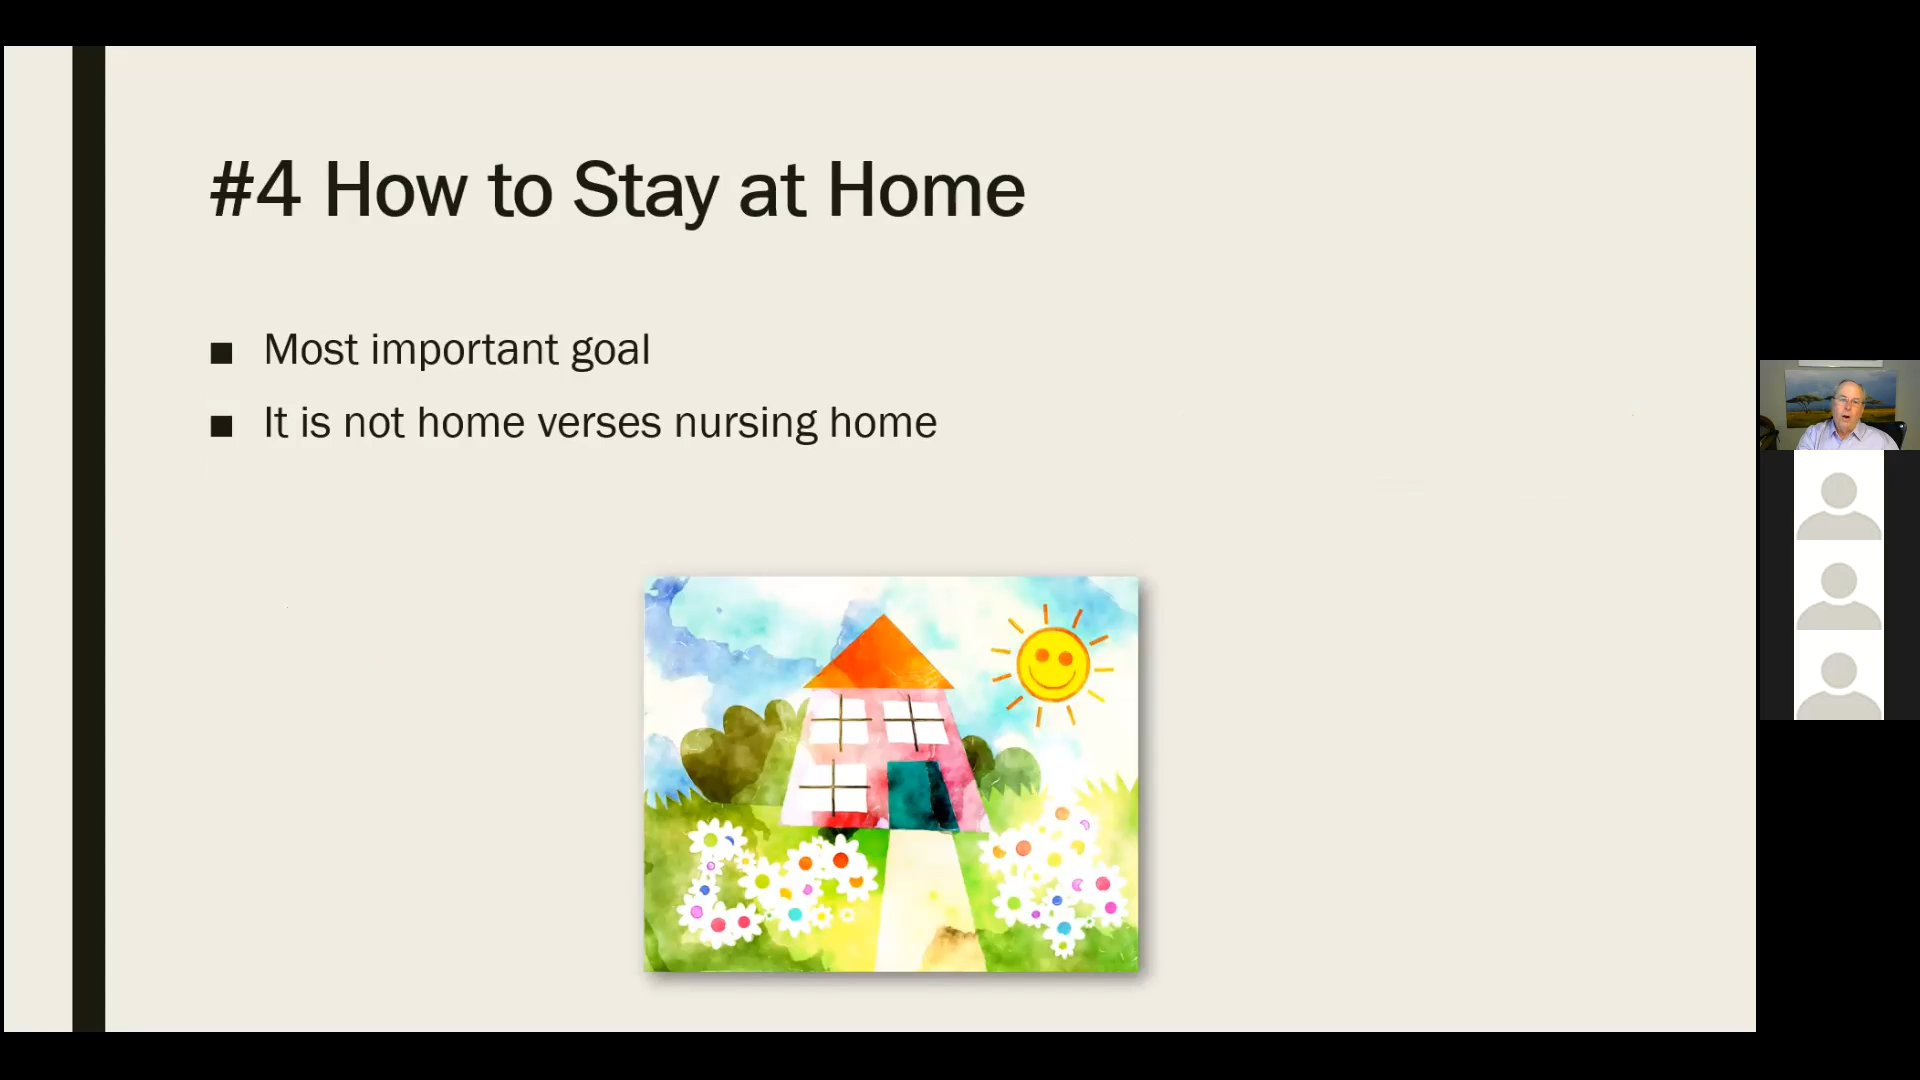 #4 How to Stay at Home
■ Most important goal
■ It is not home verses nursing home